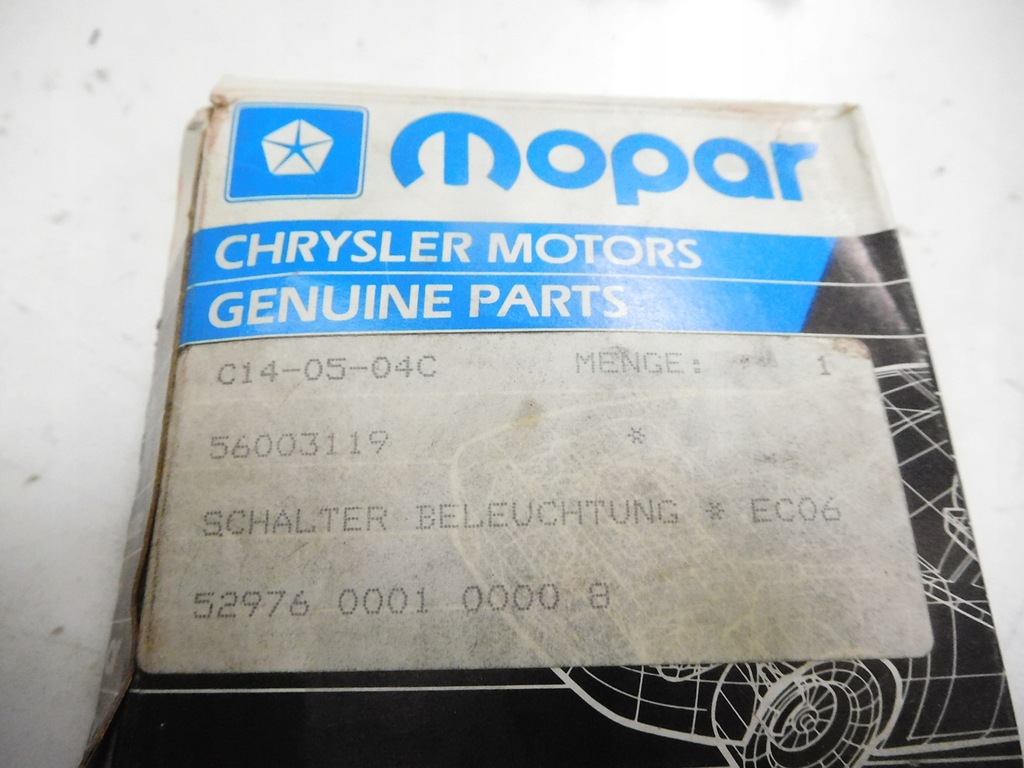 mopar
CHRYSLER MOTORS
GENUINE PARTS
C14-05-04C MENGE: 1
56003119 *
SCHALTER BELEUCHTUNG * EC06
52976 0001 0000 8